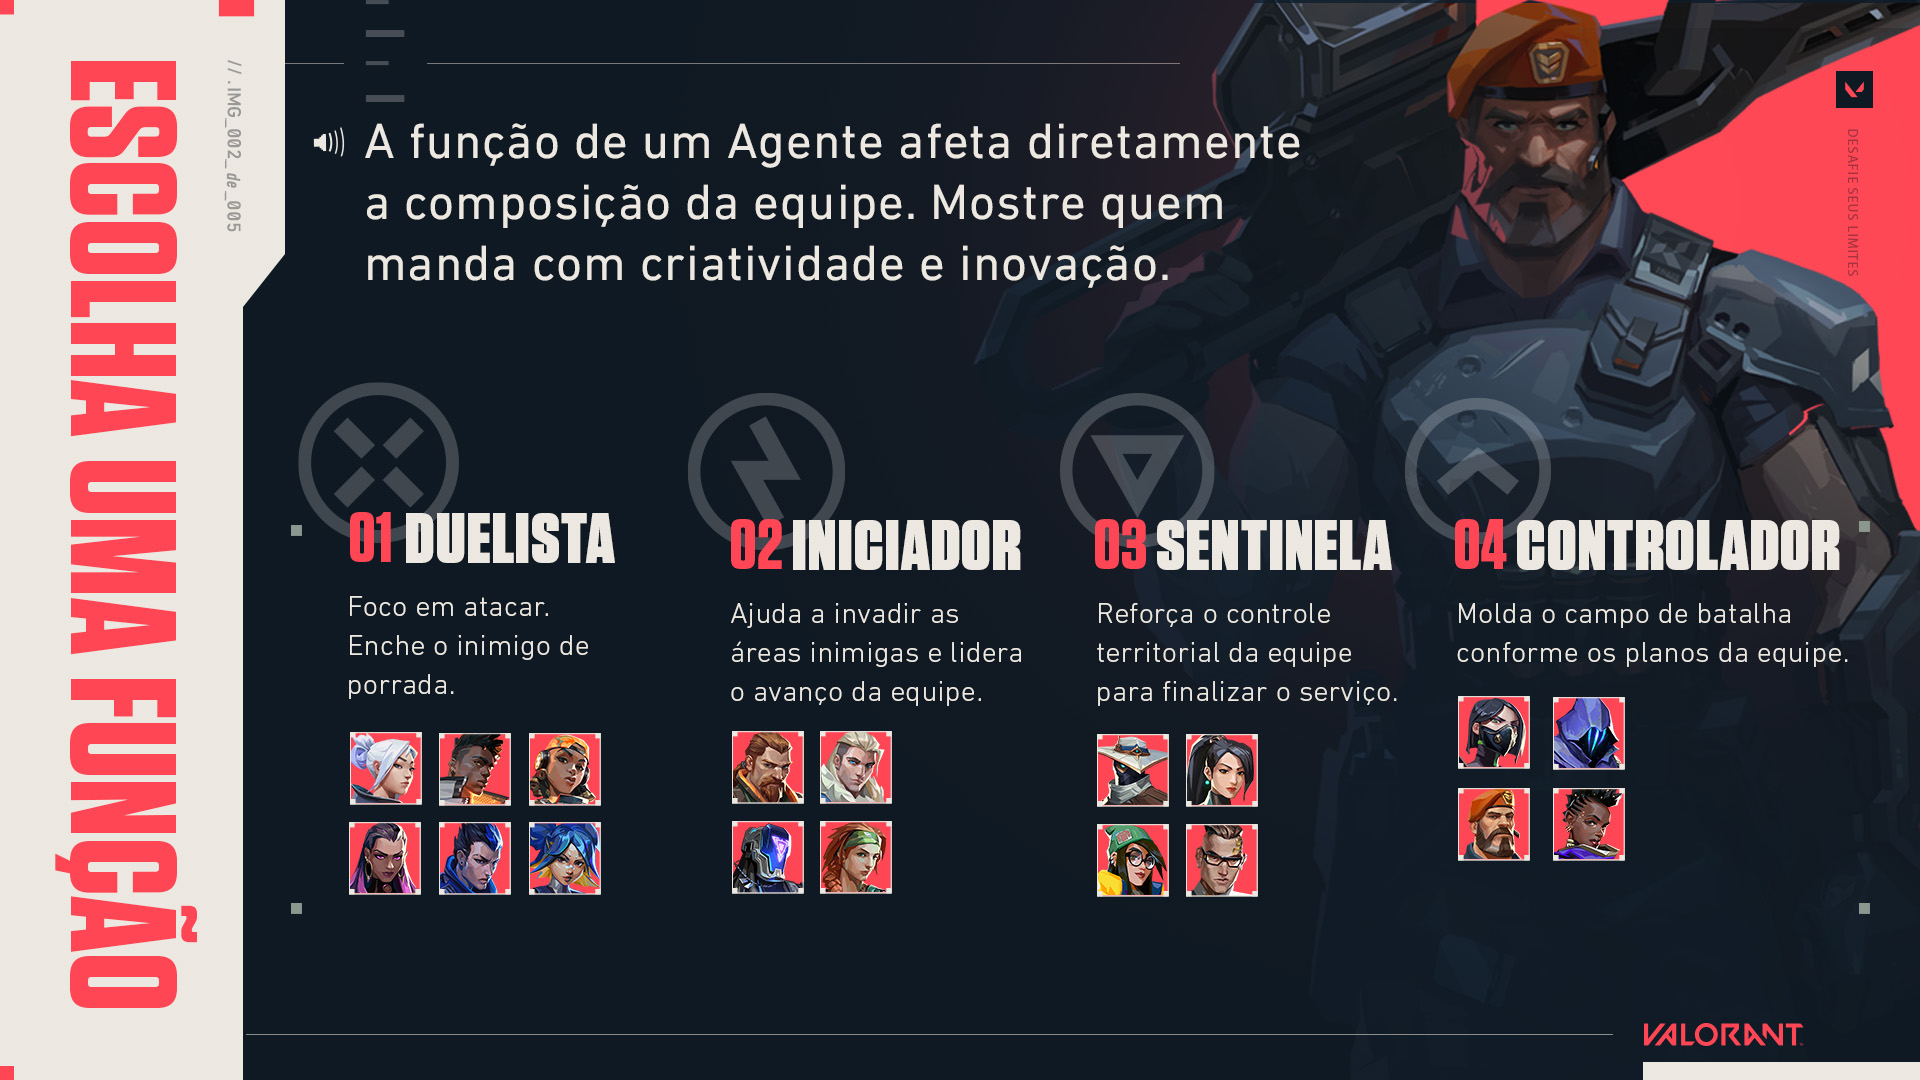 ESCOLHA UMA FUNÇÃO
// .IMG_002_de_005
A função de um Agente afeta diretamente
a composição da equipe. Mostre quem
manda com criatividade e inovação.
DESAFIE SEUS LIMITES
01 DUELISTA
Foco em atacar.
Enche o inimigo de
porrada.
02 INICIADOR
Ajuda a invadir as
áreas inimigas e lidera
o avanço da equipe.
03 SENTINELA
Reforça o controle
territorial da equipe
para finalizar o serviço.
04 CONTROLADOR
Molda o campo de batalha
conforme os planos da equipe.
VALORANT